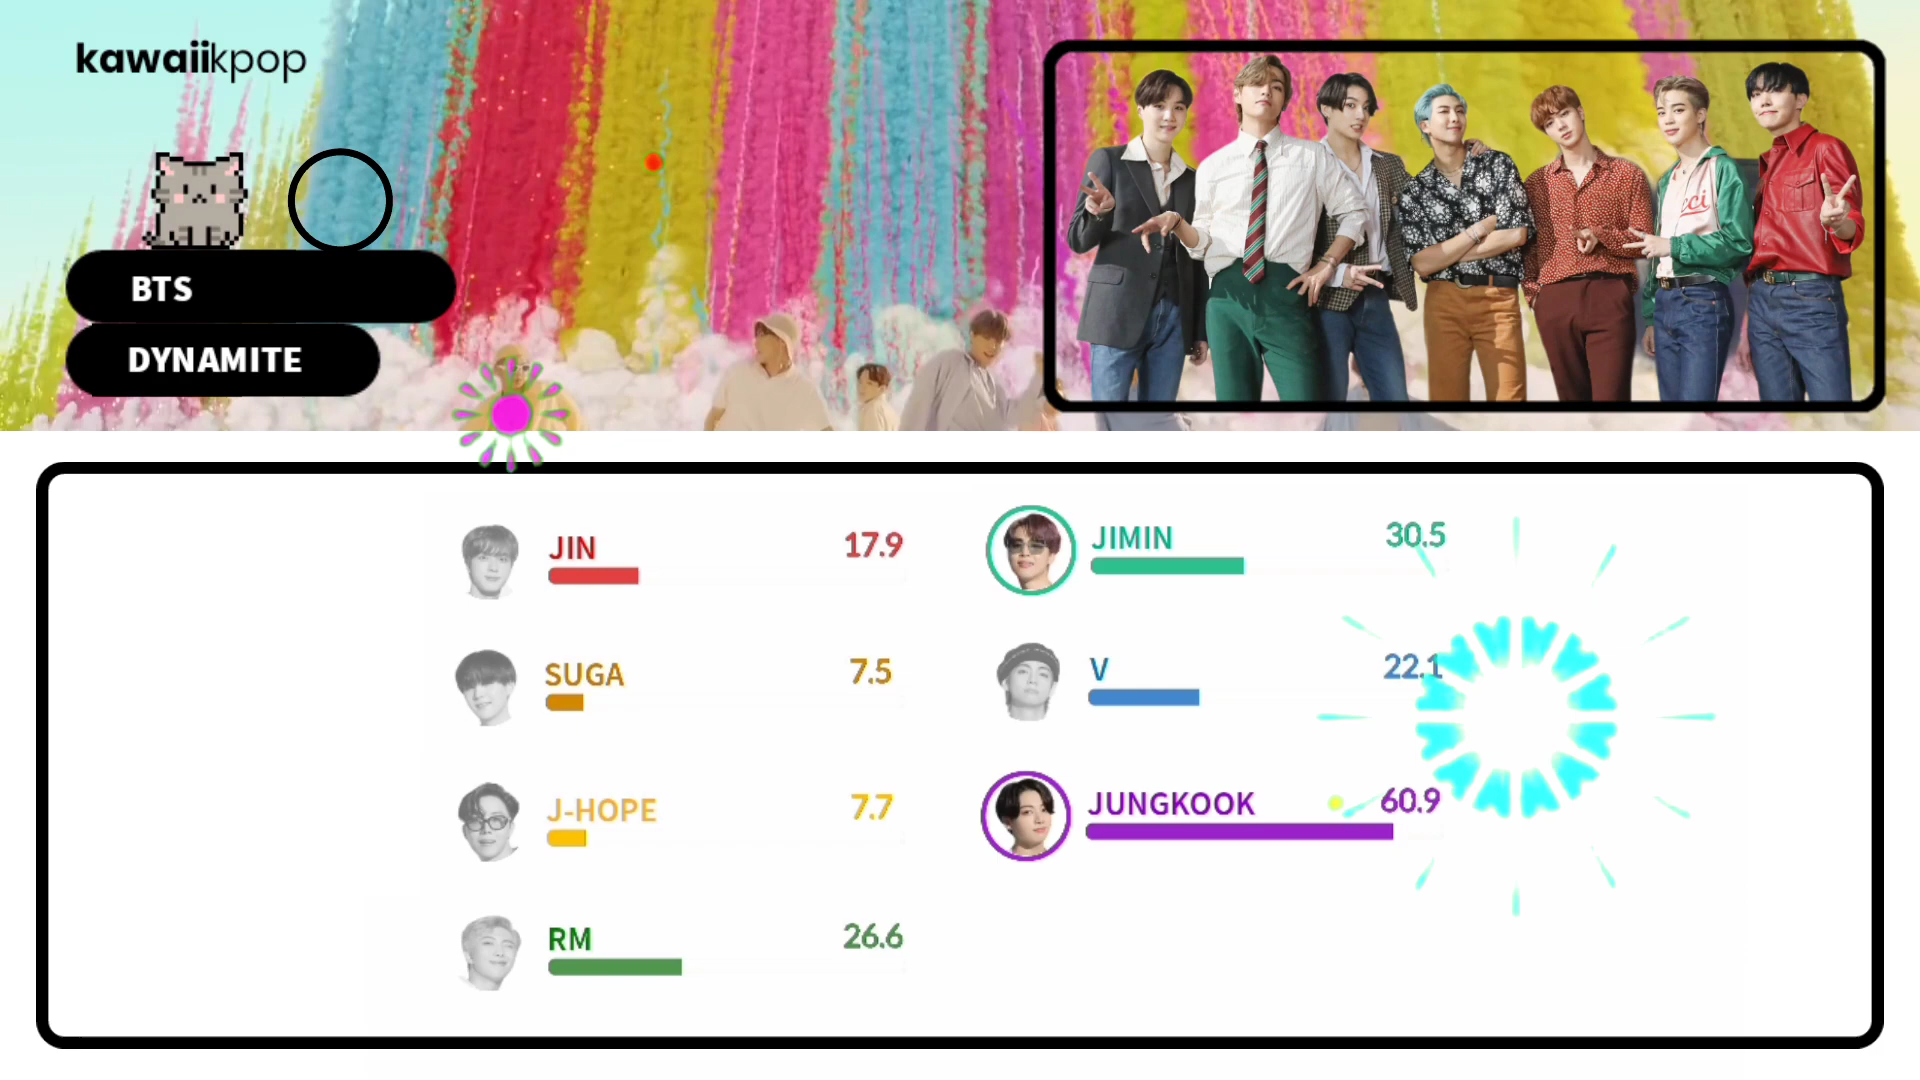 kawaiikpop
BTS
DYNAMITE
cci
JIN 17.9
SUGA 7.5
J-HOPE 7.7
RM 26.6
JIMIN 30.5
V 22.1
JUNGKOOK 60.9